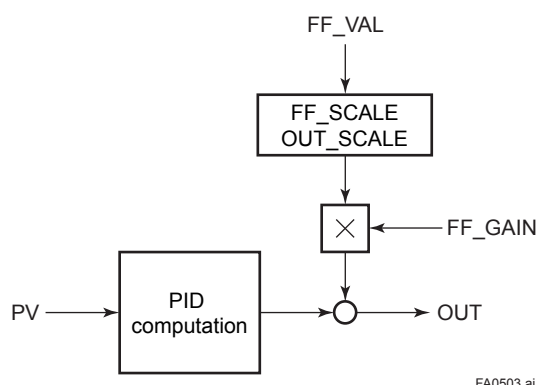 FF_VAL
FF_SCALE
OUT_SCALE
×
FF_GAIN
PV
PID
computation
OUT
FA0503.ai